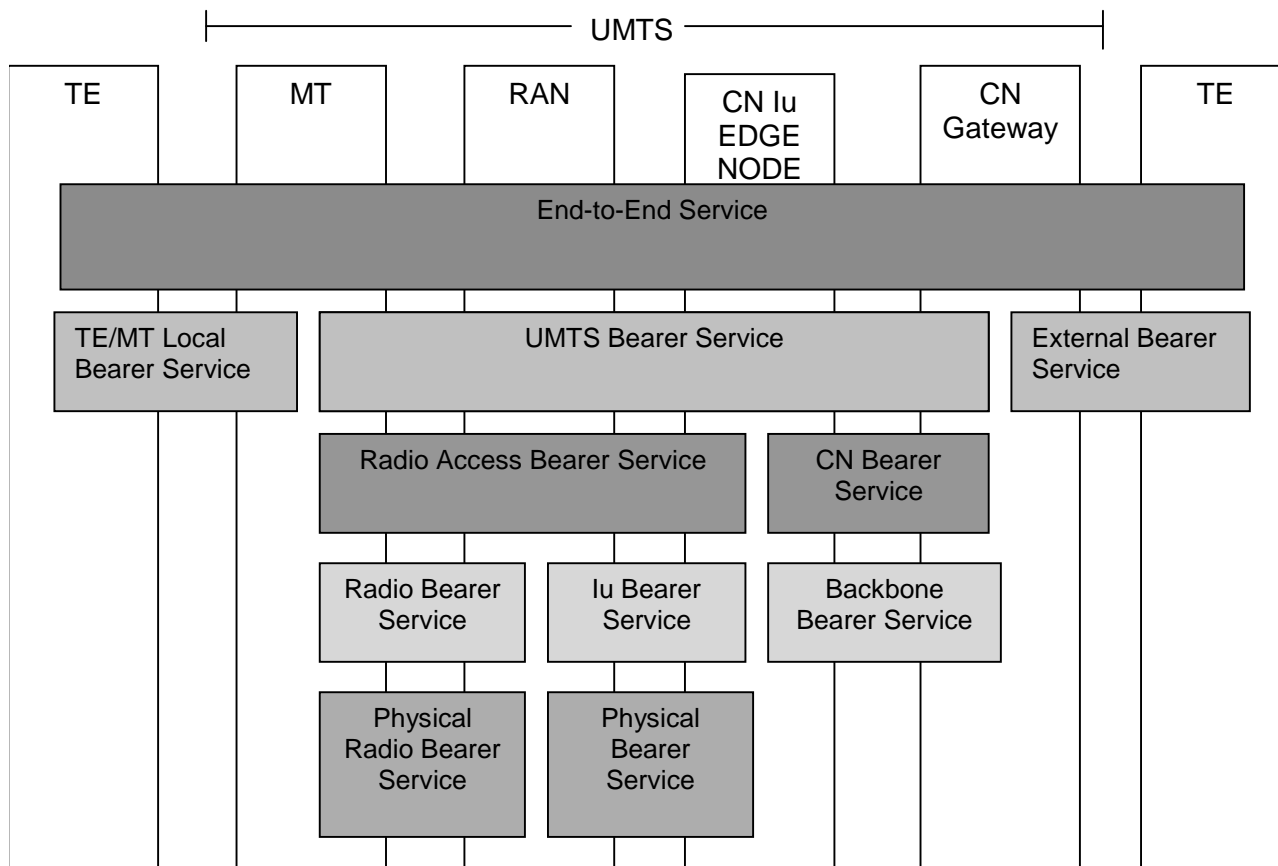 UMTS
TE
MT
RAN
CN Iu
EDGE
NODE
CN
Gateway
TE
End-to-End Service
TE/MT Local
Bearer Service
UMTS Bearer Service
External Bearer
Service
Radio Access Bearer Service
CN Bearer
Service
Radio Bearer
Service
Iu Bearer
Service
Backbone
Bearer Service
Physical
Radio Bearer
Service
Physical
Bearer
Service